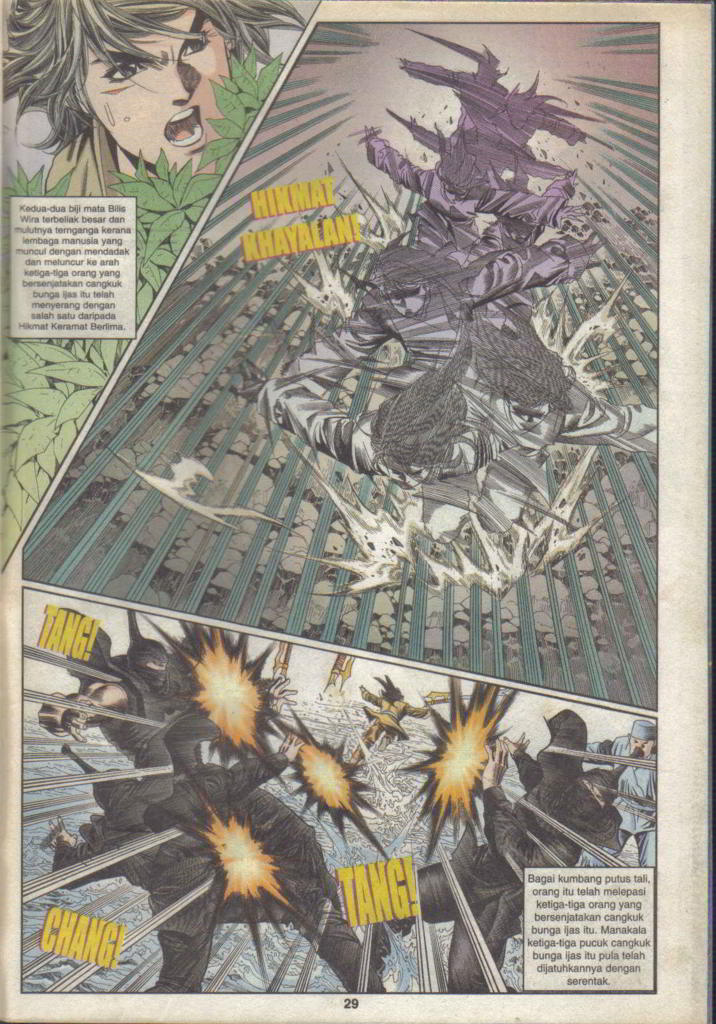 Kedua-dua biji mata Bilis
Wira terbeliak besar dan
mulutnya ternganga kerana
lembaga manusia yang
muncul dengan mendadak
dan meluncur ke arah
ketiga-tiga orang yang
bersenjatakan cangkuk
bunga ijas itu telah
menyerang dengan
salah satu daripada
Hikmat Keramat Berlima.
HIKMAT
KHAYALAN!
TANG!
TANG!
CHANG!
Bagai kumbang putus tali,
orang itu telah melepasi
ketiga-tiga orang yang
bersenjatakan cangkuk
bunga ijas itu. Manakala
ketiga-tiga pucuk cangkuk
bunga ijas itu pula telah
dijatuhkannya dengan
serentak.
29